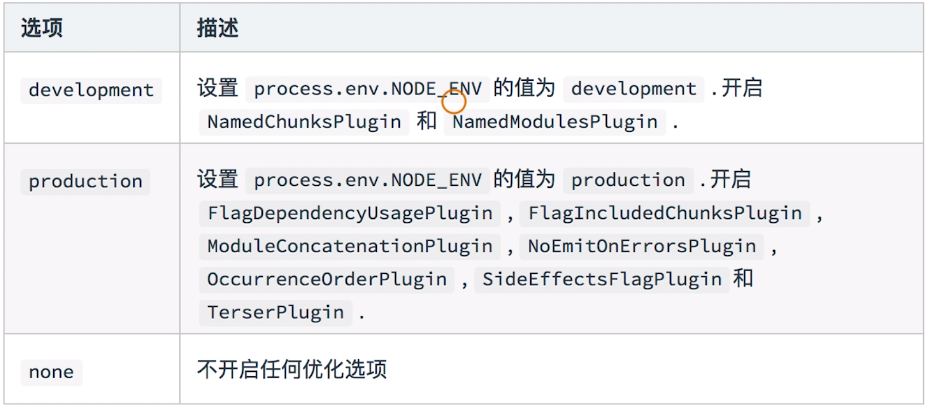 选项 描述
development 设置 process.env.NODE_ENV 的值为 development .开启
NamedChunksPlugin 和 NamedModulesPlugin .
production 设置 process.env.NODE_ENV 的值为 production .开启
FlagDependencyUsagePlugin , FlagIncludedChunksPlugin ,
ModuleConcatenationPlugin , NoEmitOnErrorsPlugin ,
OccurrenceOrderPlugin , SideEffectsFlagPlugin 和
TerserPlugin .
none 不开启任何优化选项